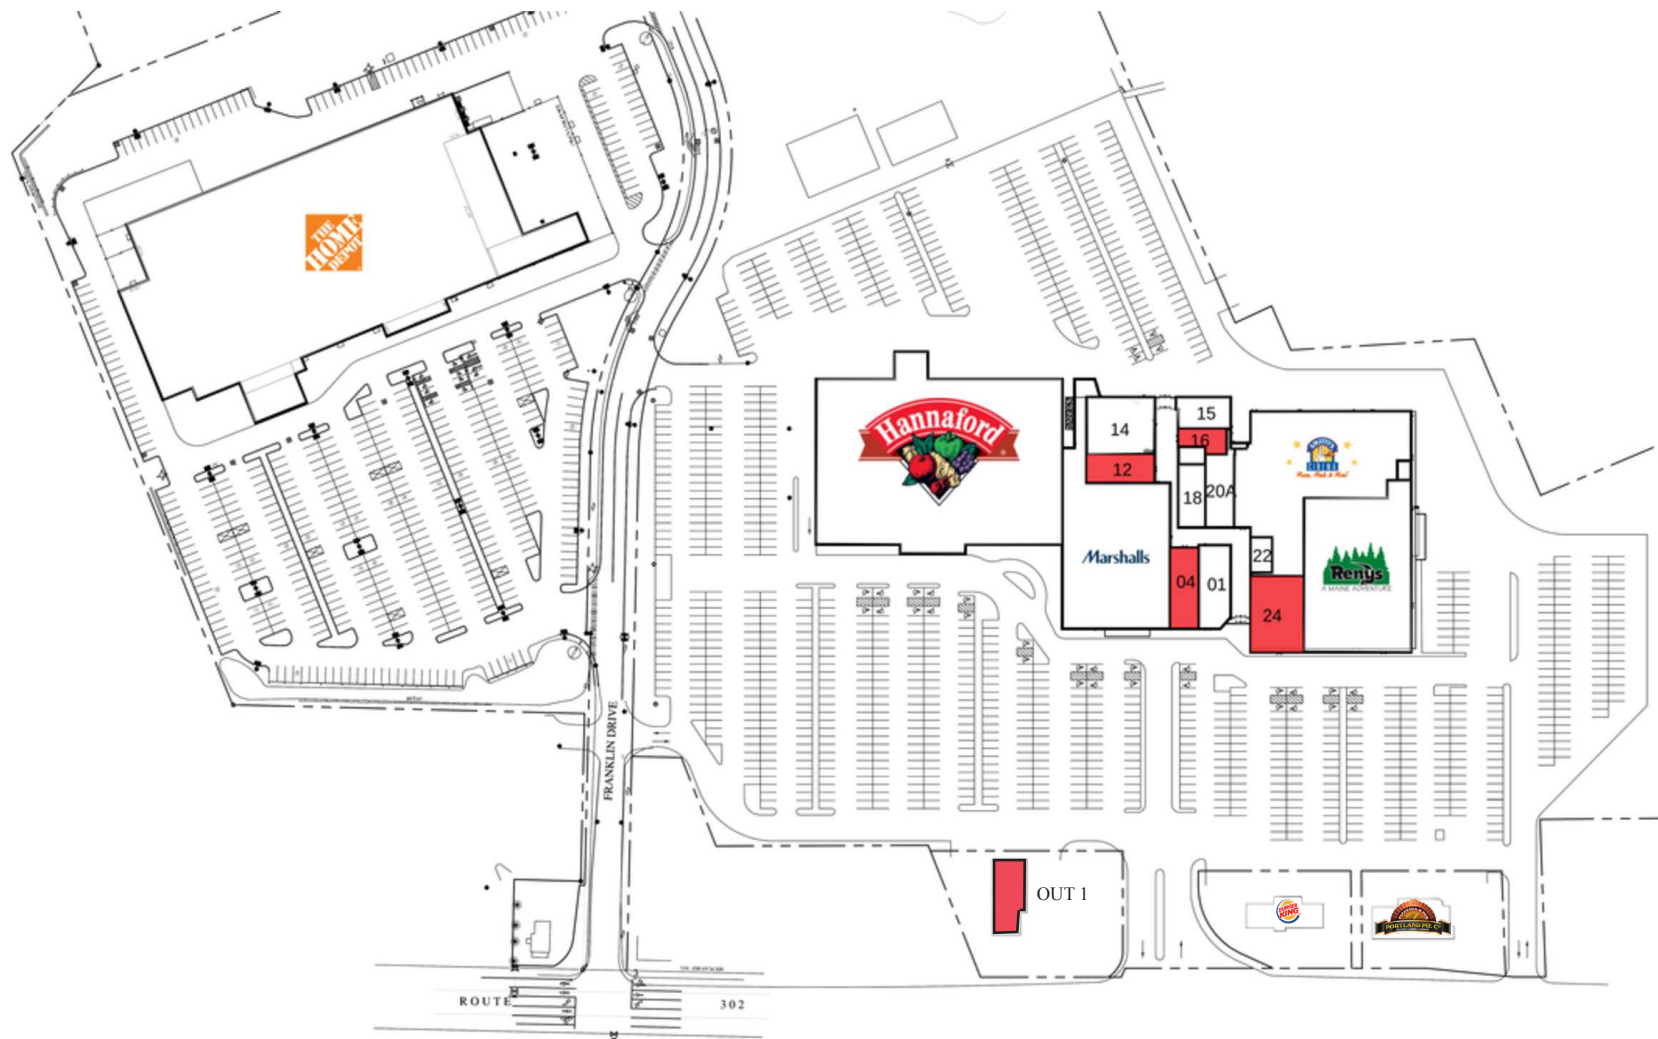 THE
HOME
DEPOT
Hannaford
14
12
15
16
18
20A
Marshalls
04
01
22
24
Renys
A MAINE ADVENTURE
CINEMA
FRANKLIN DRIVE
OUT 1
BURGER
KING
PORTLAND PIE CO
ROUTE
302